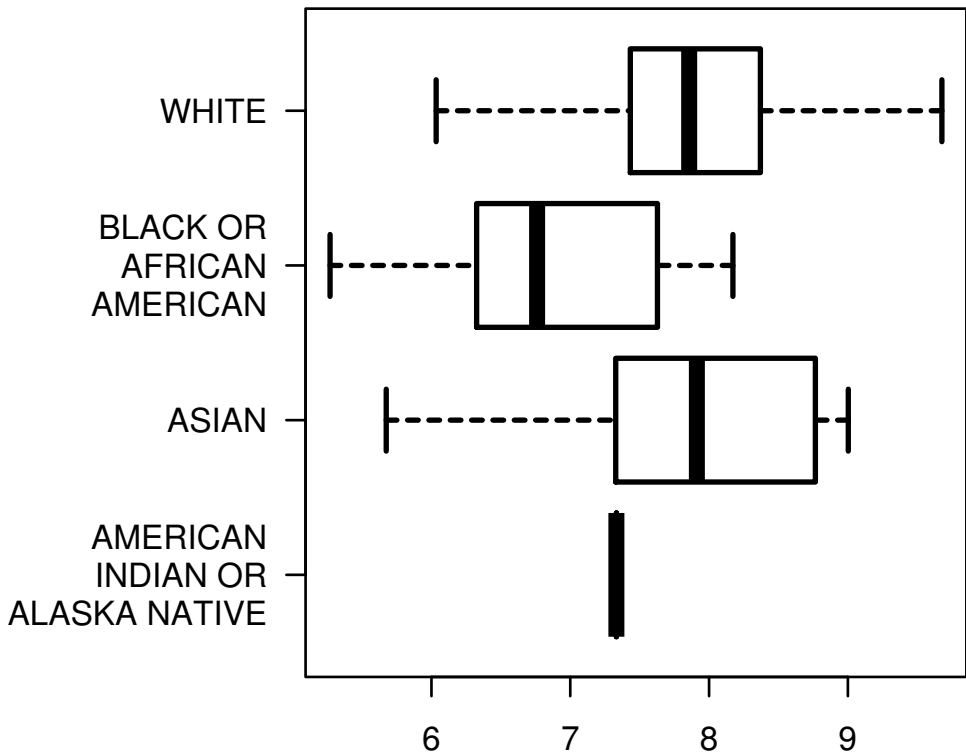 WHITE
BLACK OR
AFRICAN
AMERICAN
ASIAN
AMERICAN
INDIAN OR
ALASKA NATIVE
6 7 8 9